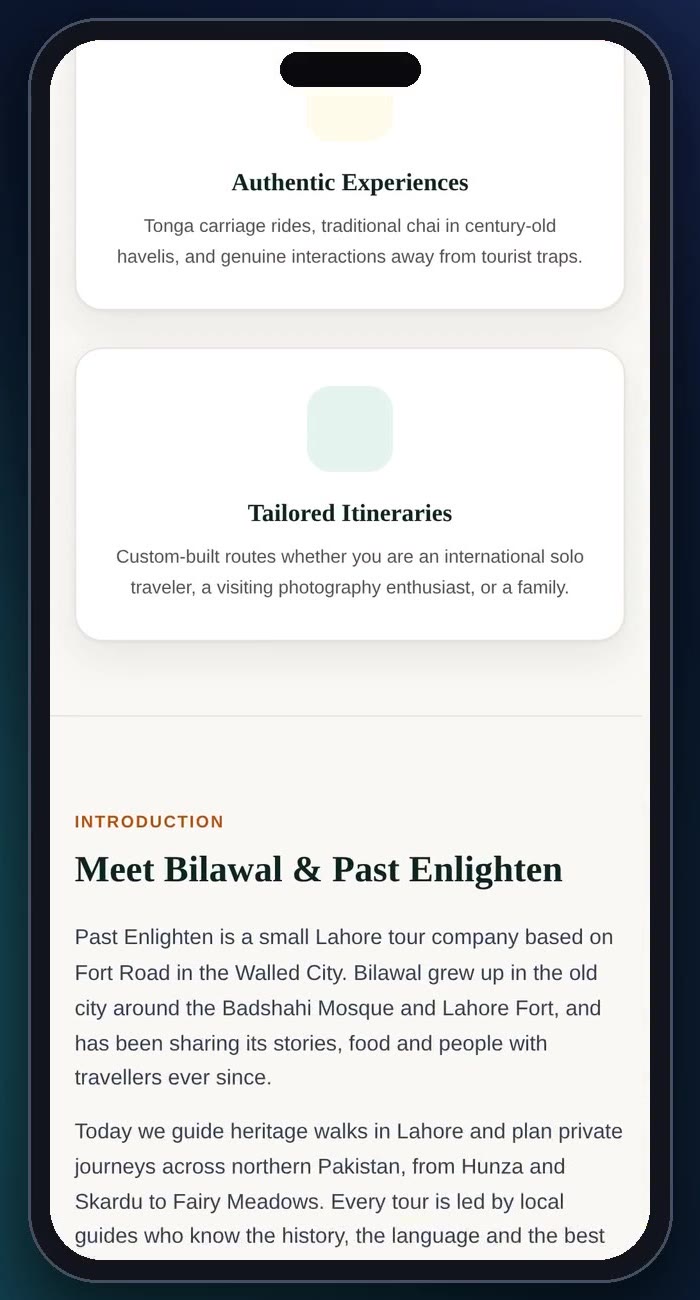 Authentic Experiences
Tonga carriage rides, traditional chai in century-old
havelis, and genuine interactions away from tourist traps.
Tailored Itineraries
Custom-built routes whether you are an international solo
traveler, a visiting photography enthusiast, or a family.
INTRODUCTION
Meet Bilawal & Past Enlighten
Past Enlighten is a small Lahore tour company based on
Fort Road in the Walled City. Bilawal grew up in the old
city around the Badshahi Mosque and Lahore Fort, and
has been sharing its stories, food and people with
travellers ever since.
Today we guide heritage walks in Lahore and plan private
journeys across northern Pakistan, from Hunza and
Skardu to Fairy Meadows. Every tour is led by local
guides who know the history, the language and the best